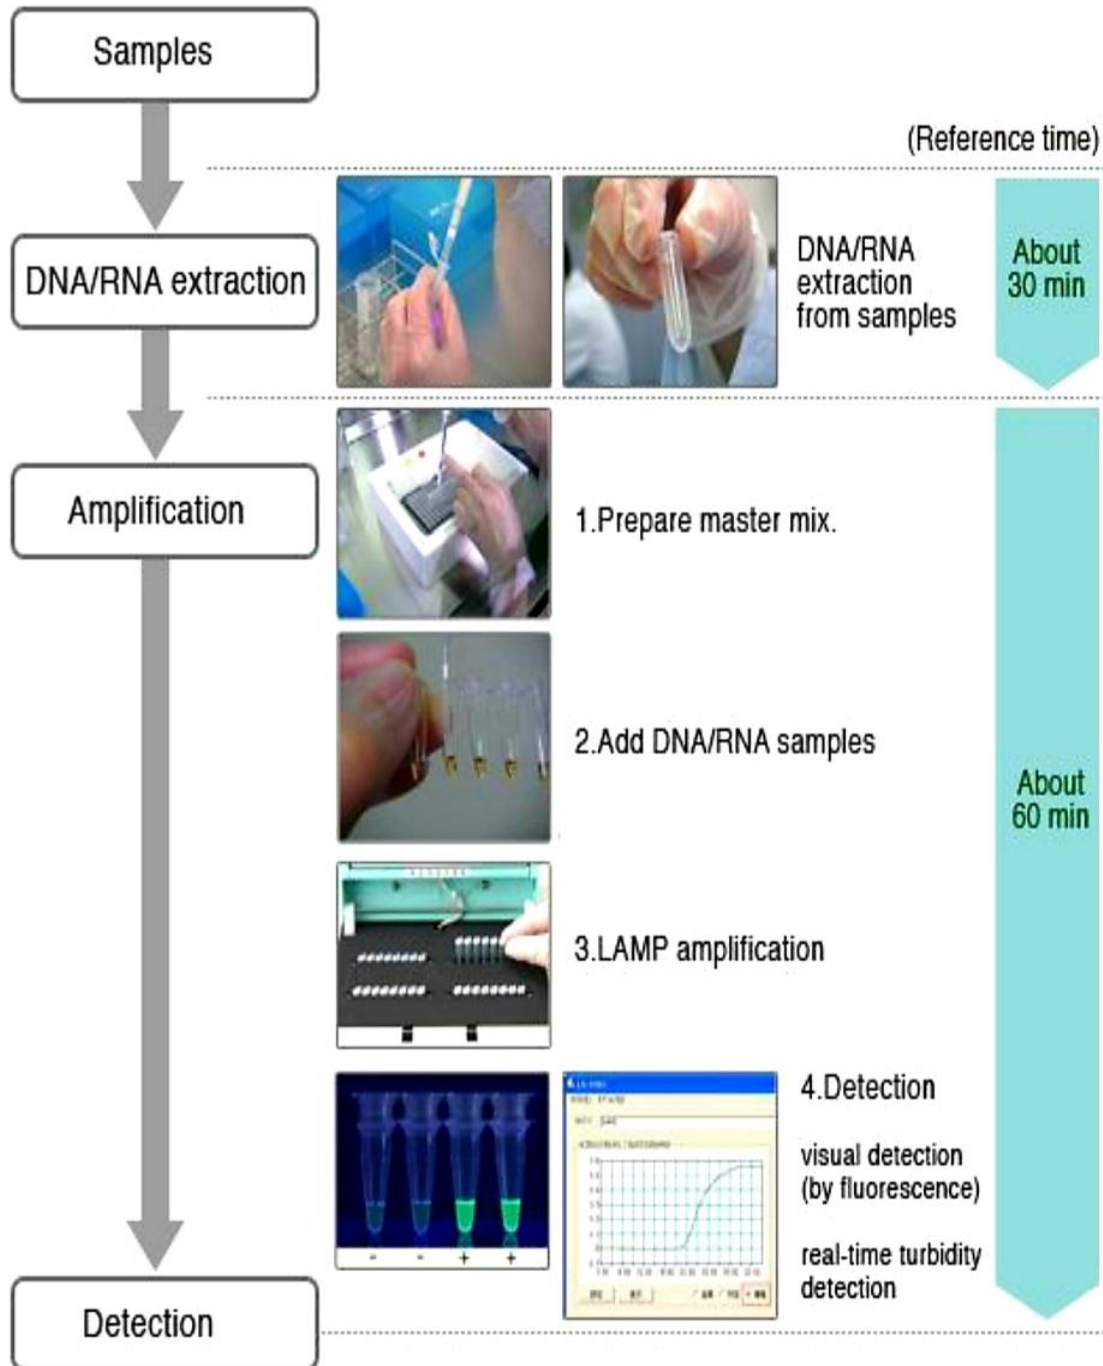 Samples
(Reference time)
DNA/RNA extraction
DNA/RNA
extraction
from samples
About
30 min
Amplification
1.Prepare master mix.
2.Add DNA/RNA samples
About
60 min
3.LAMP amplification
4.Detection
visual detection
(by fluorescence)
real-time turbidity
detection
- - + +
Detection